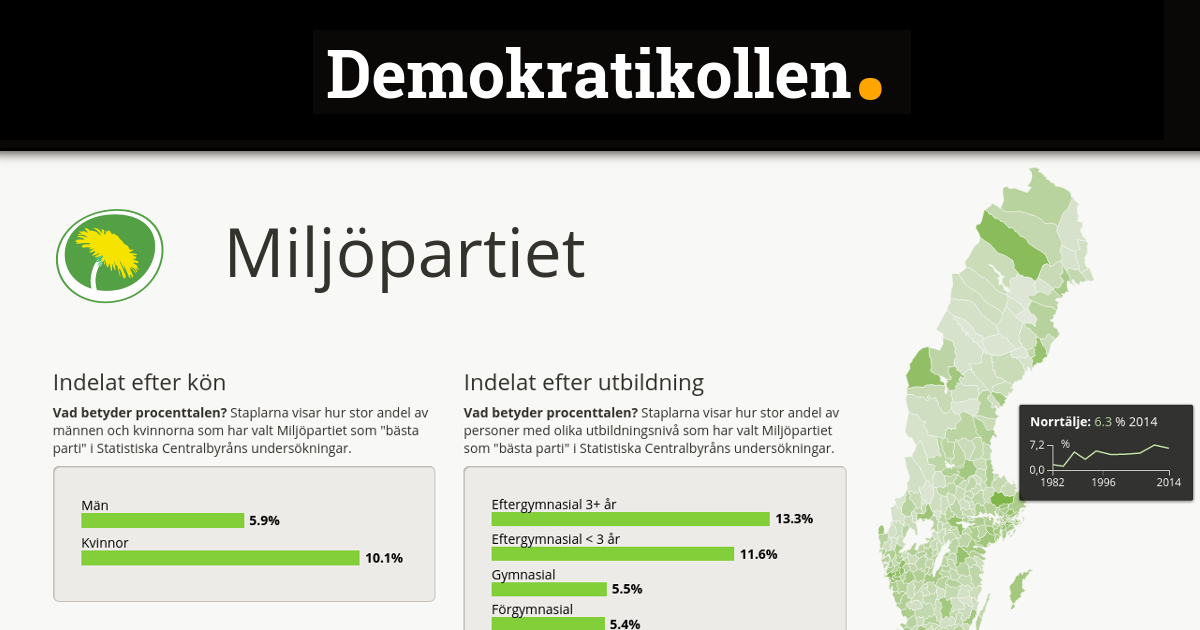 Demokratikollen.
Miljöpartiet
Indelat efter kön
Vad betyder procenttalen? Staplarna visar hur stor andel av
männen och kvinnorna som har valt Miljöpartiet som "bästa
parti" i Statistiska Centralbyråns undersökningar.
Män
5.9%
Kvinnor
10.1%
Indelat efter utbildning
Vad betyder procenttalen? Staplarna visar hur stor andel av
personer med olika utbildningsnivå som har valt Miljöpartiet
som "bästa parti" i Statistiska Centralbyråns undersökningar.
Eftergymnasial 3+ år
13.3%
Eftergymnasial < 3 år
11.6%
Gymnasial
5.5%
Förgymnasial
5.4%
Norrtälje: 6.3 % 2014
7,2 %
0,0
1982 1996 2014